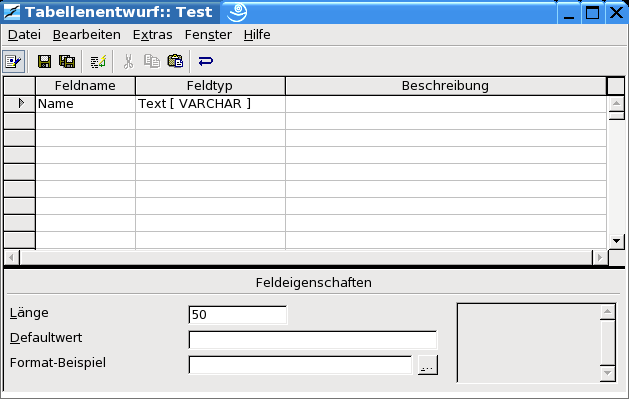 Tabellenentwurf:: Test
Datei Bearbeiten Extras Fenster Hilfe
Feldname Feldtyp Beschreibung
Name Text [ VARCHAR ]
Feldeigenschaften
Länge 50
Defaultwert
Format-Beispiel ...